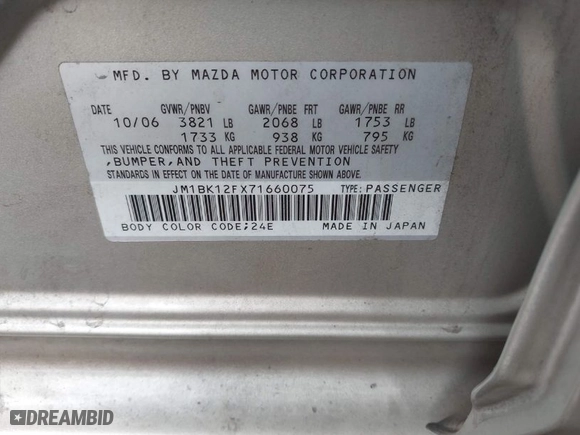 MFD. BY MAZDA MOTOR CORPORATION
DATE GVWR/PNBV GAWR/PNBE FRT GAWR/PNBE RR
10/06 3821 LB 2068 LB 1753 LB
1733 KG 938 KG 795 KG
THIS VEHICLE CONFORMS TO ALL APPLICABLE FEDERAL MOTOR VEHICLE SAFETY
,BUMPER,AND THEFT PREVENTION
STANDARDS IN EFFECT ON THE DATE OF MANUFACTURE SHOWN ABOVE.
JM1BK12FX71660075 TYPE:PASSENGER
BODY COLOR CODE;24E MADE IN JAPAN
DREAMBID